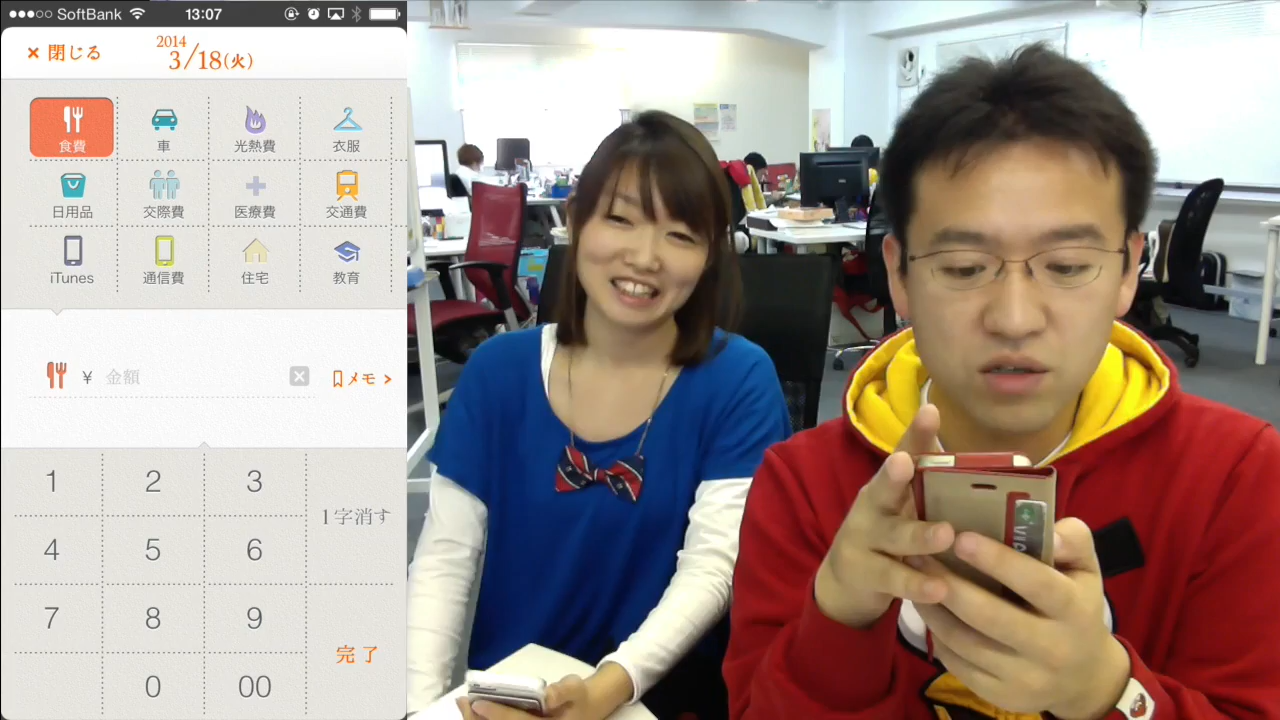 SoftBank 13:07
× 閉じる
2014
3/18(火)
食費 車 光熱費 衣服
日用品 交際費 医療費 交通費
iTunes 通信費 住宅 教育
¥ 金額 メモ >
1 2 3
1字消す
4 5 6
7 8 9
完了
0 00